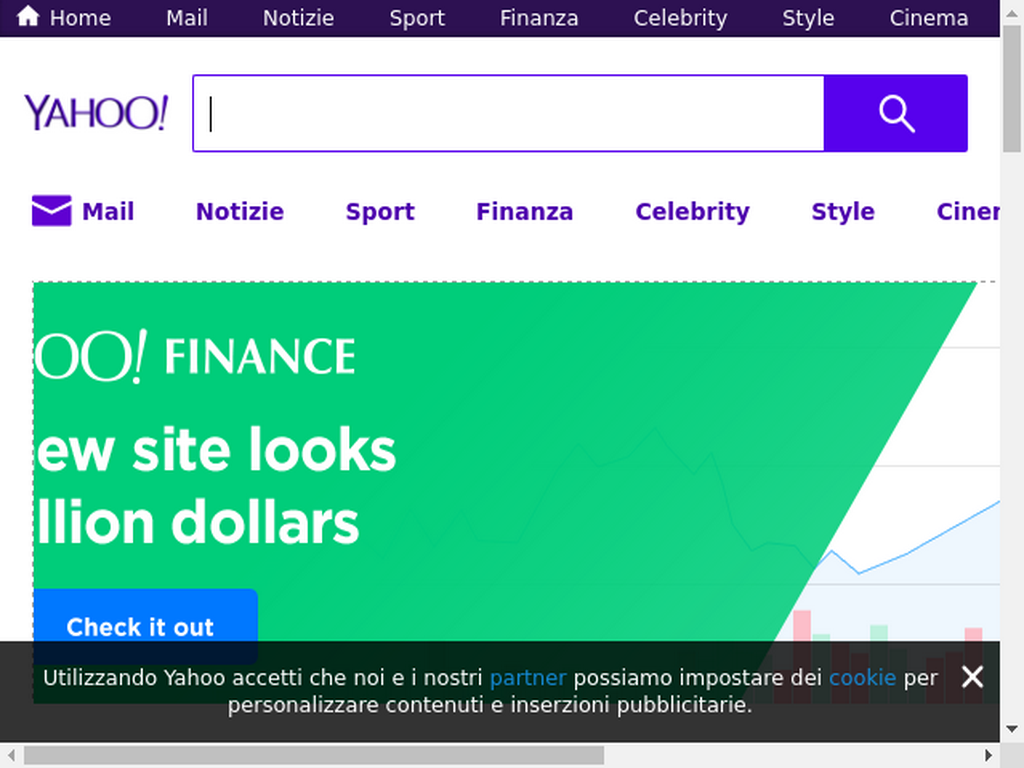 Home Mail Notizie Sport Finanza Celebrity Style Cinema
YAHOO!
Mail Notizie Sport Finanza Celebrity Style
OO! FINANCE
ew site looks
llion dollars
Check it out
Utilizzando Yahoo accetti che noi e i nostri partner possiamo impostare dei cookie per
personalizzare contenuti e inserzioni pubblicitarie.